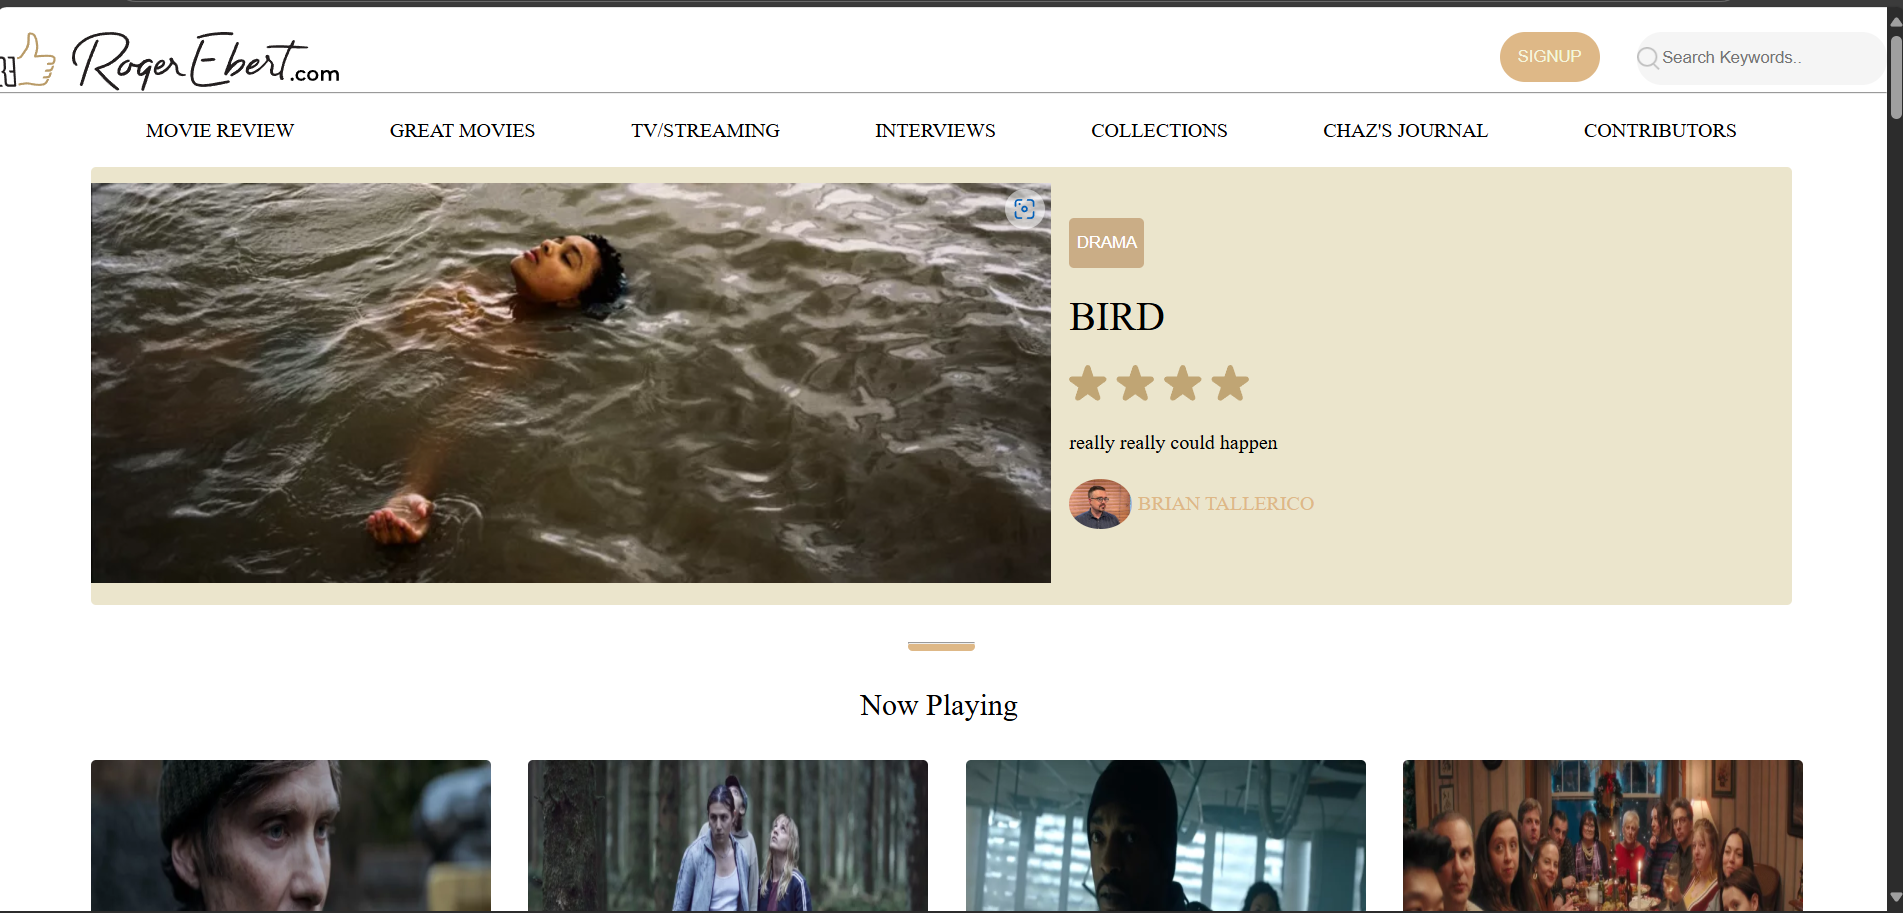 RogerEbert.com
SIGNUP
Search Keywords..
MOVIE REVIEW
GREAT MOVIES
TV/STREAMING
INTERVIEWS
COLLECTIONS
CHAZ'S JOURNAL
CONTRIBUTORS
DRAMA
BIRD
really really could happen
BRIAN TALLERICO
Now Playing